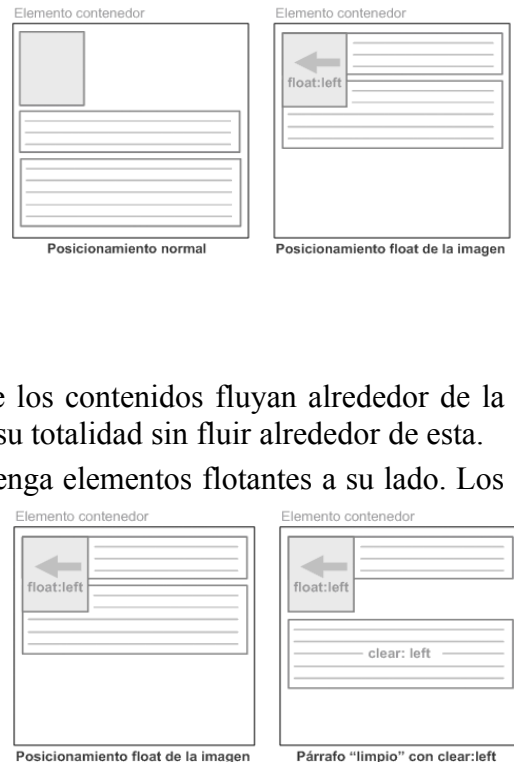 Elemento contenedor
Elemento contenedor
float:left
Posicionamiento normal
Posicionamiento float de la imagen
e los contenidos fluyan alrededor de la
su totalidad sin fluir alrededor de esta.
enga elementos flotantes a su lado. Los
Elemento contenedor
Elemento contenedor
float:left
float:left
clear: left
Posicionamiento float de la imagen
Párrafo “limpio” con clear:left